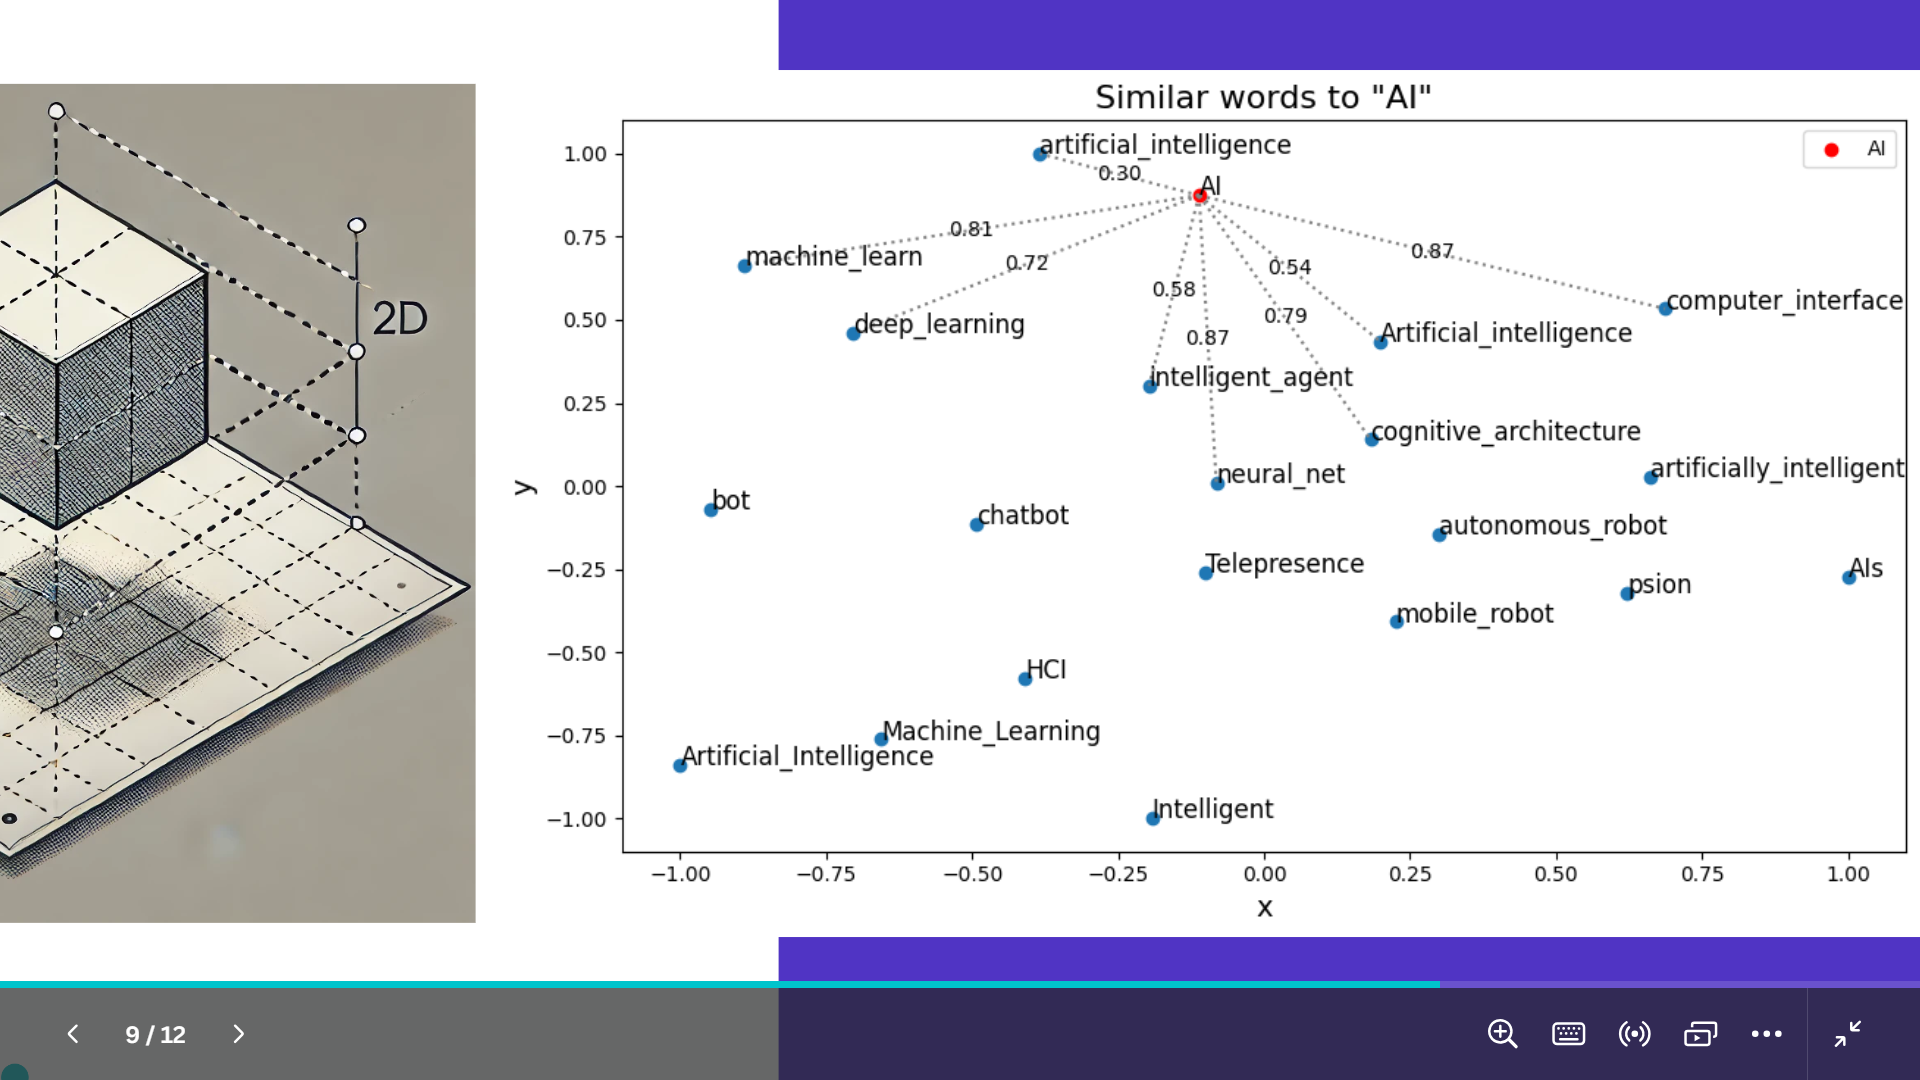 2D
Similar words to "AI"
AI
artificial_intelligence
0.30
AI
0.81
machine_learn
0.72
deep_learning
0.58
0.87
0.54
0.79
0.87
computer_interface
Artificial_intelligence
intelligent_agent
cognitive_architecture
neural_net
artificially_intelligent
bot
chatbot
autonomous_robot
Telepresence
AIs
psion
mobile_robot
HCI
Machine_Learning
Artificial_Intelligence
Intelligent
1.00
0.75
0.50
0.25
0.00
−0.25
−0.50
−0.75
−1.00
y
−1.00 −0.75 −0.50 −0.25 0.00 0.25 0.50 0.75 1.00
x
9 / 12